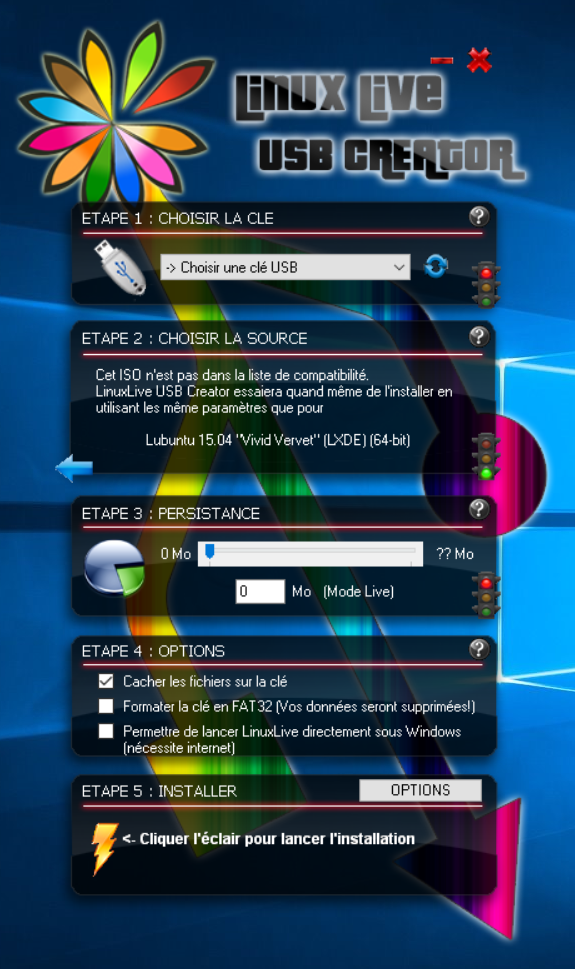 Linux Live
USB Creator
ETAPE 1 : CHOISIR LA CLE
?
-> Choisir une clé USB
ETAPE 2 : CHOISIR LA SOURCE
?
Cet ISO n'est pas dans la liste de compatibilité.
LinuxLive USB Creator essaiera quand même de l'installer en
utilisant les même paramètres que pour
Lubuntu 15.04 "Vivid Vervet" (LXDE) (64-bit)
ETAPE 3 : PERSISTANCE
?
0 Mo
?? Mo
0
Mo
(Mode Live)
ETAPE 4 : OPTIONS
?
Cacher les fichiers sur la clé
Formater la clé en FAT32 (Vos données seront supprimées!)
Permettre de lancer LinuxLive directement sous Windows
(nécessite internet)
ETAPE 5 : INSTALLER
OPTIONS
<- Cliquer l'éclair pour lancer l'installation